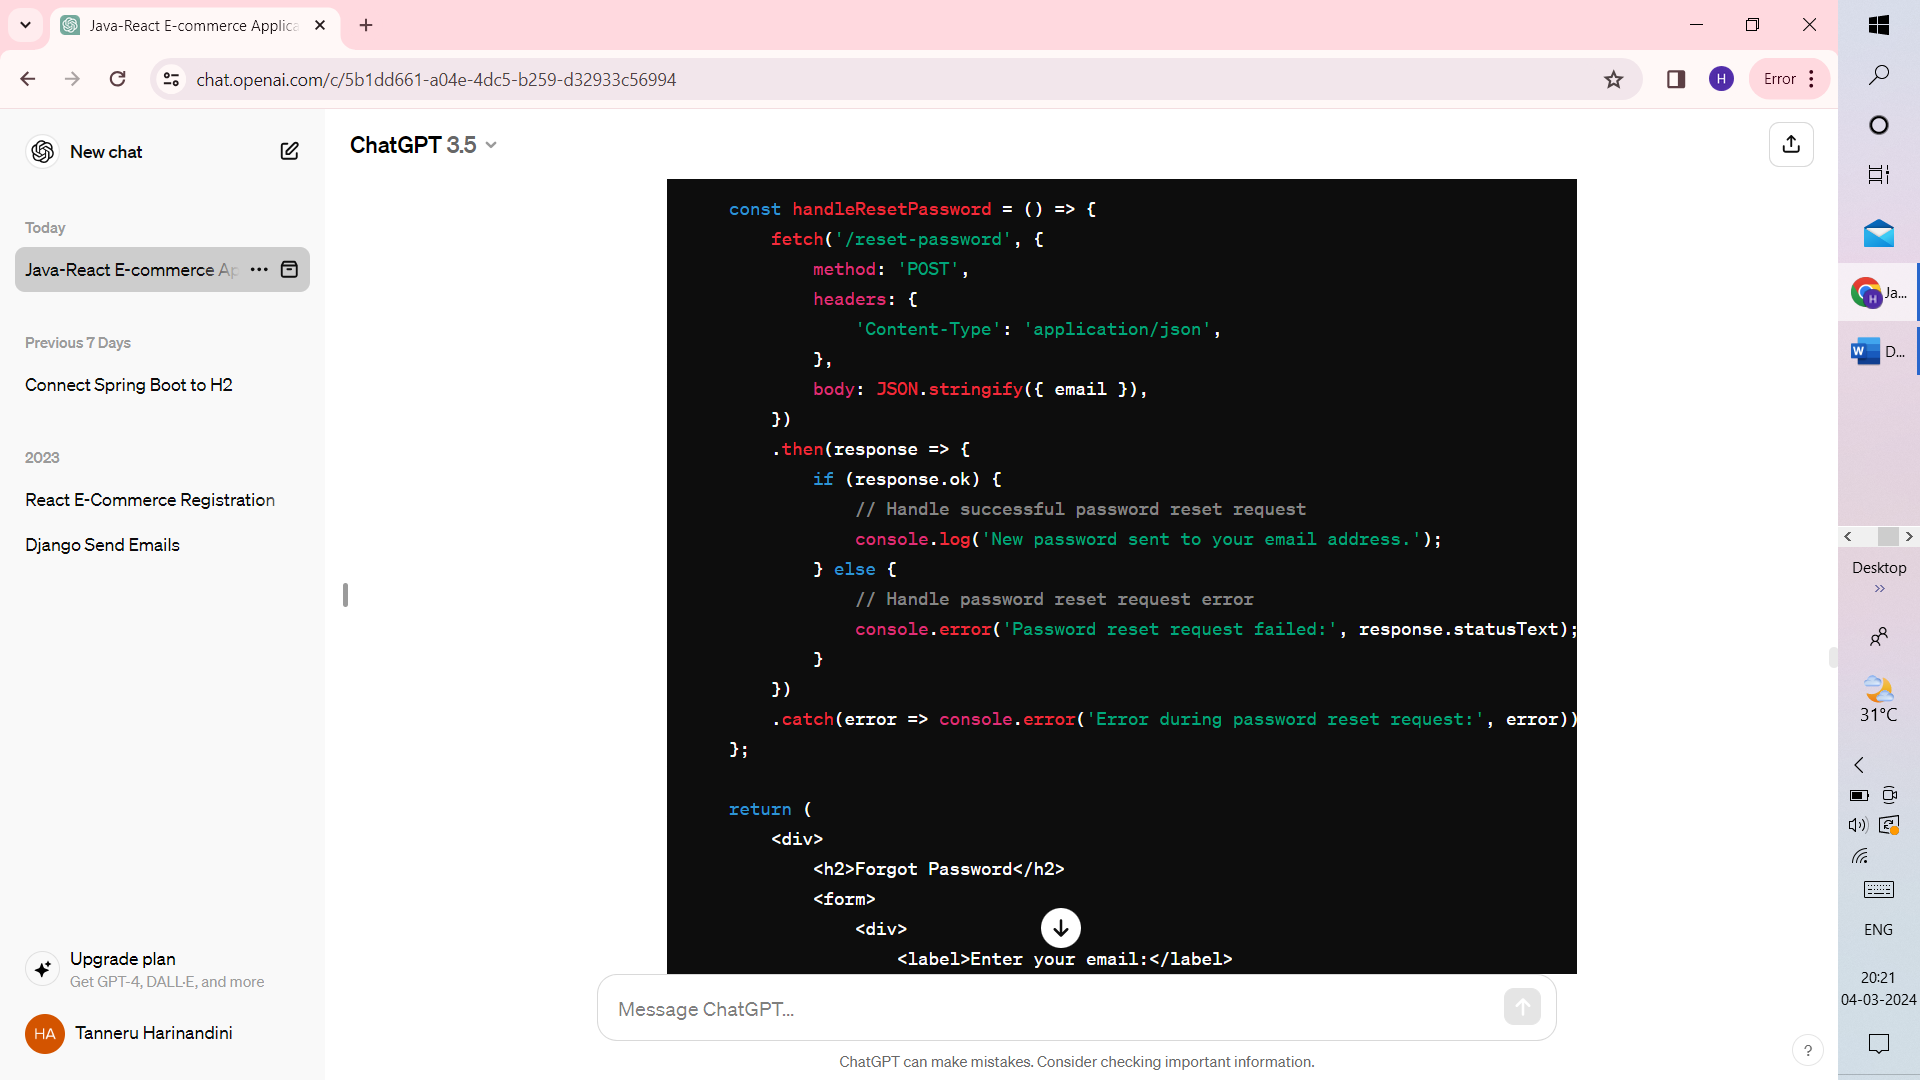 Java-React E-commerce Applica
chat.openai.com/c/5b1dd661-a04e-4dc5-b259-d32933c56994
H
Error
New chat
Today
Java-React E-commerce Ap
Previous 7 Days
Connect Spring Boot to H2
2023
React E-Commerce Registration
Django Send Emails
Upgrade plan
Get GPT-4, DALL·E, and more
HA
Tanneru Harinandini
ChatGPT 3.5
const handleResetPassword = () => {
fetch('/reset-password', {
method: 'POST',
headers: {
'Content-Type': 'application/json',
},
body: JSON.stringify({ email }),
})
.then(response => {
if (response.ok) {
// Handle successful password reset request
console.log('New password sent to your email address.');
} else {
// Handle password reset request error
console.error('Password reset request failed:', response.statusText);
}
})
.catch(error => console.error('Error during password reset request:', error))
};
return (
<div>
<h2>Forgot Password</h2>
<form>
<div>
<label>Enter your email:</label>
Message ChatGPT...
ChatGPT can make mistakes. Consider checking important information.
?
H
Ja...
W
D...
Desktop
31°C
ENG
20:21
04-03-2024